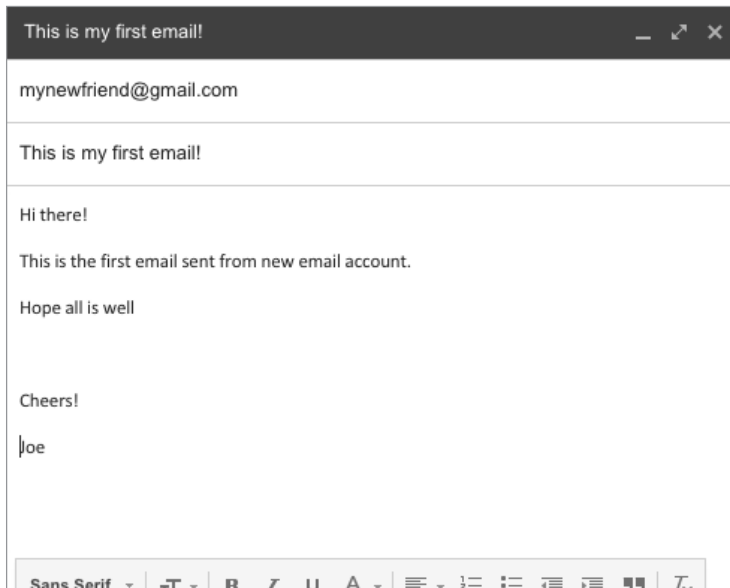 This is my first email!
mynewfriend@gmail.com
This is my first email!
Hi there!
This is the first email sent from new email account.
Hope all is well
Cheers!
Joe
Sans Serif T B I U A T